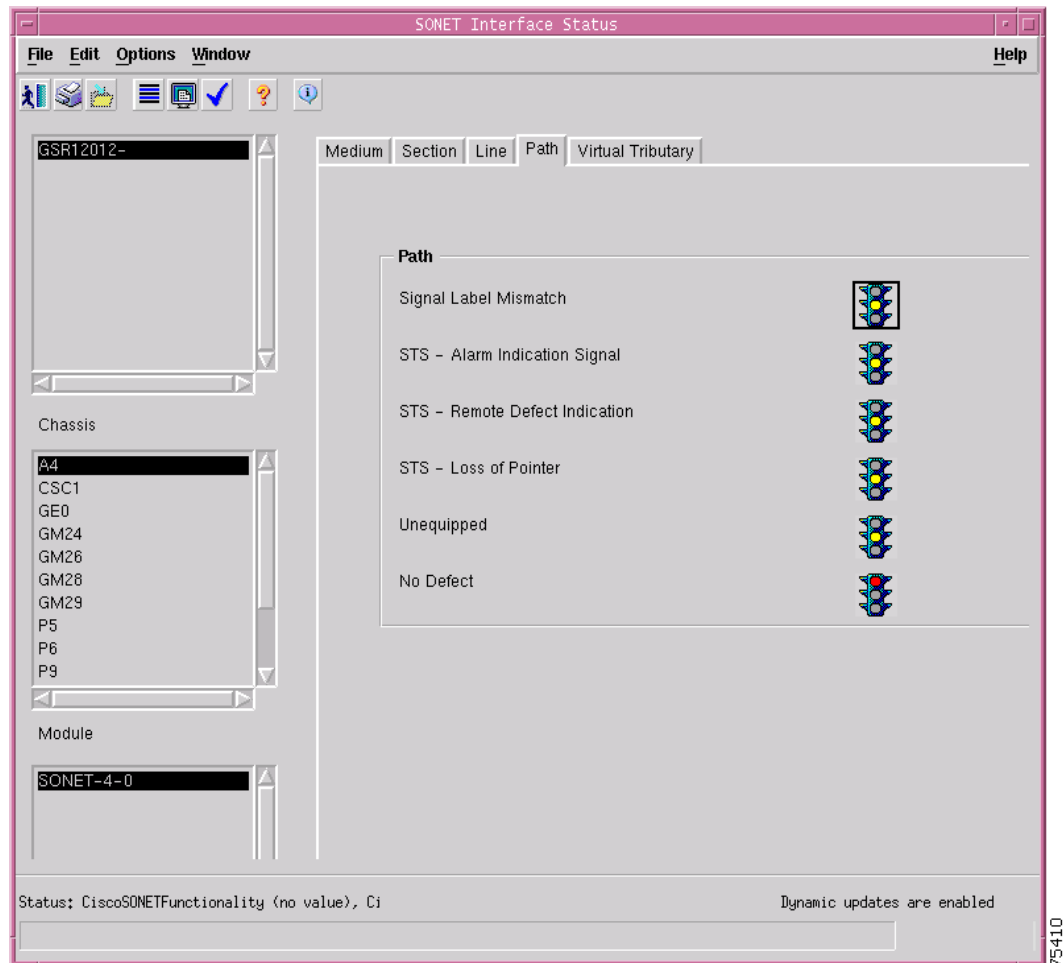 SONET Interface Status
File Edit Options Window Help
GSR12012-
Chassis
A4
CSC1
GE0
GM24
GM26
GM28
GM29
P5
P6
P9
Module
SONET-4-0
Medium Section Line Path Virtual Tributary
Path
Signal Label Mismatch
STS - Alarm Indication Signal
STS - Remote Defect Indication
STS - Loss of Pointer
Unequipped
No Defect
Status: CiscoSONETFunctionality (no value), Ci
Dynamic updates are enabled
75410